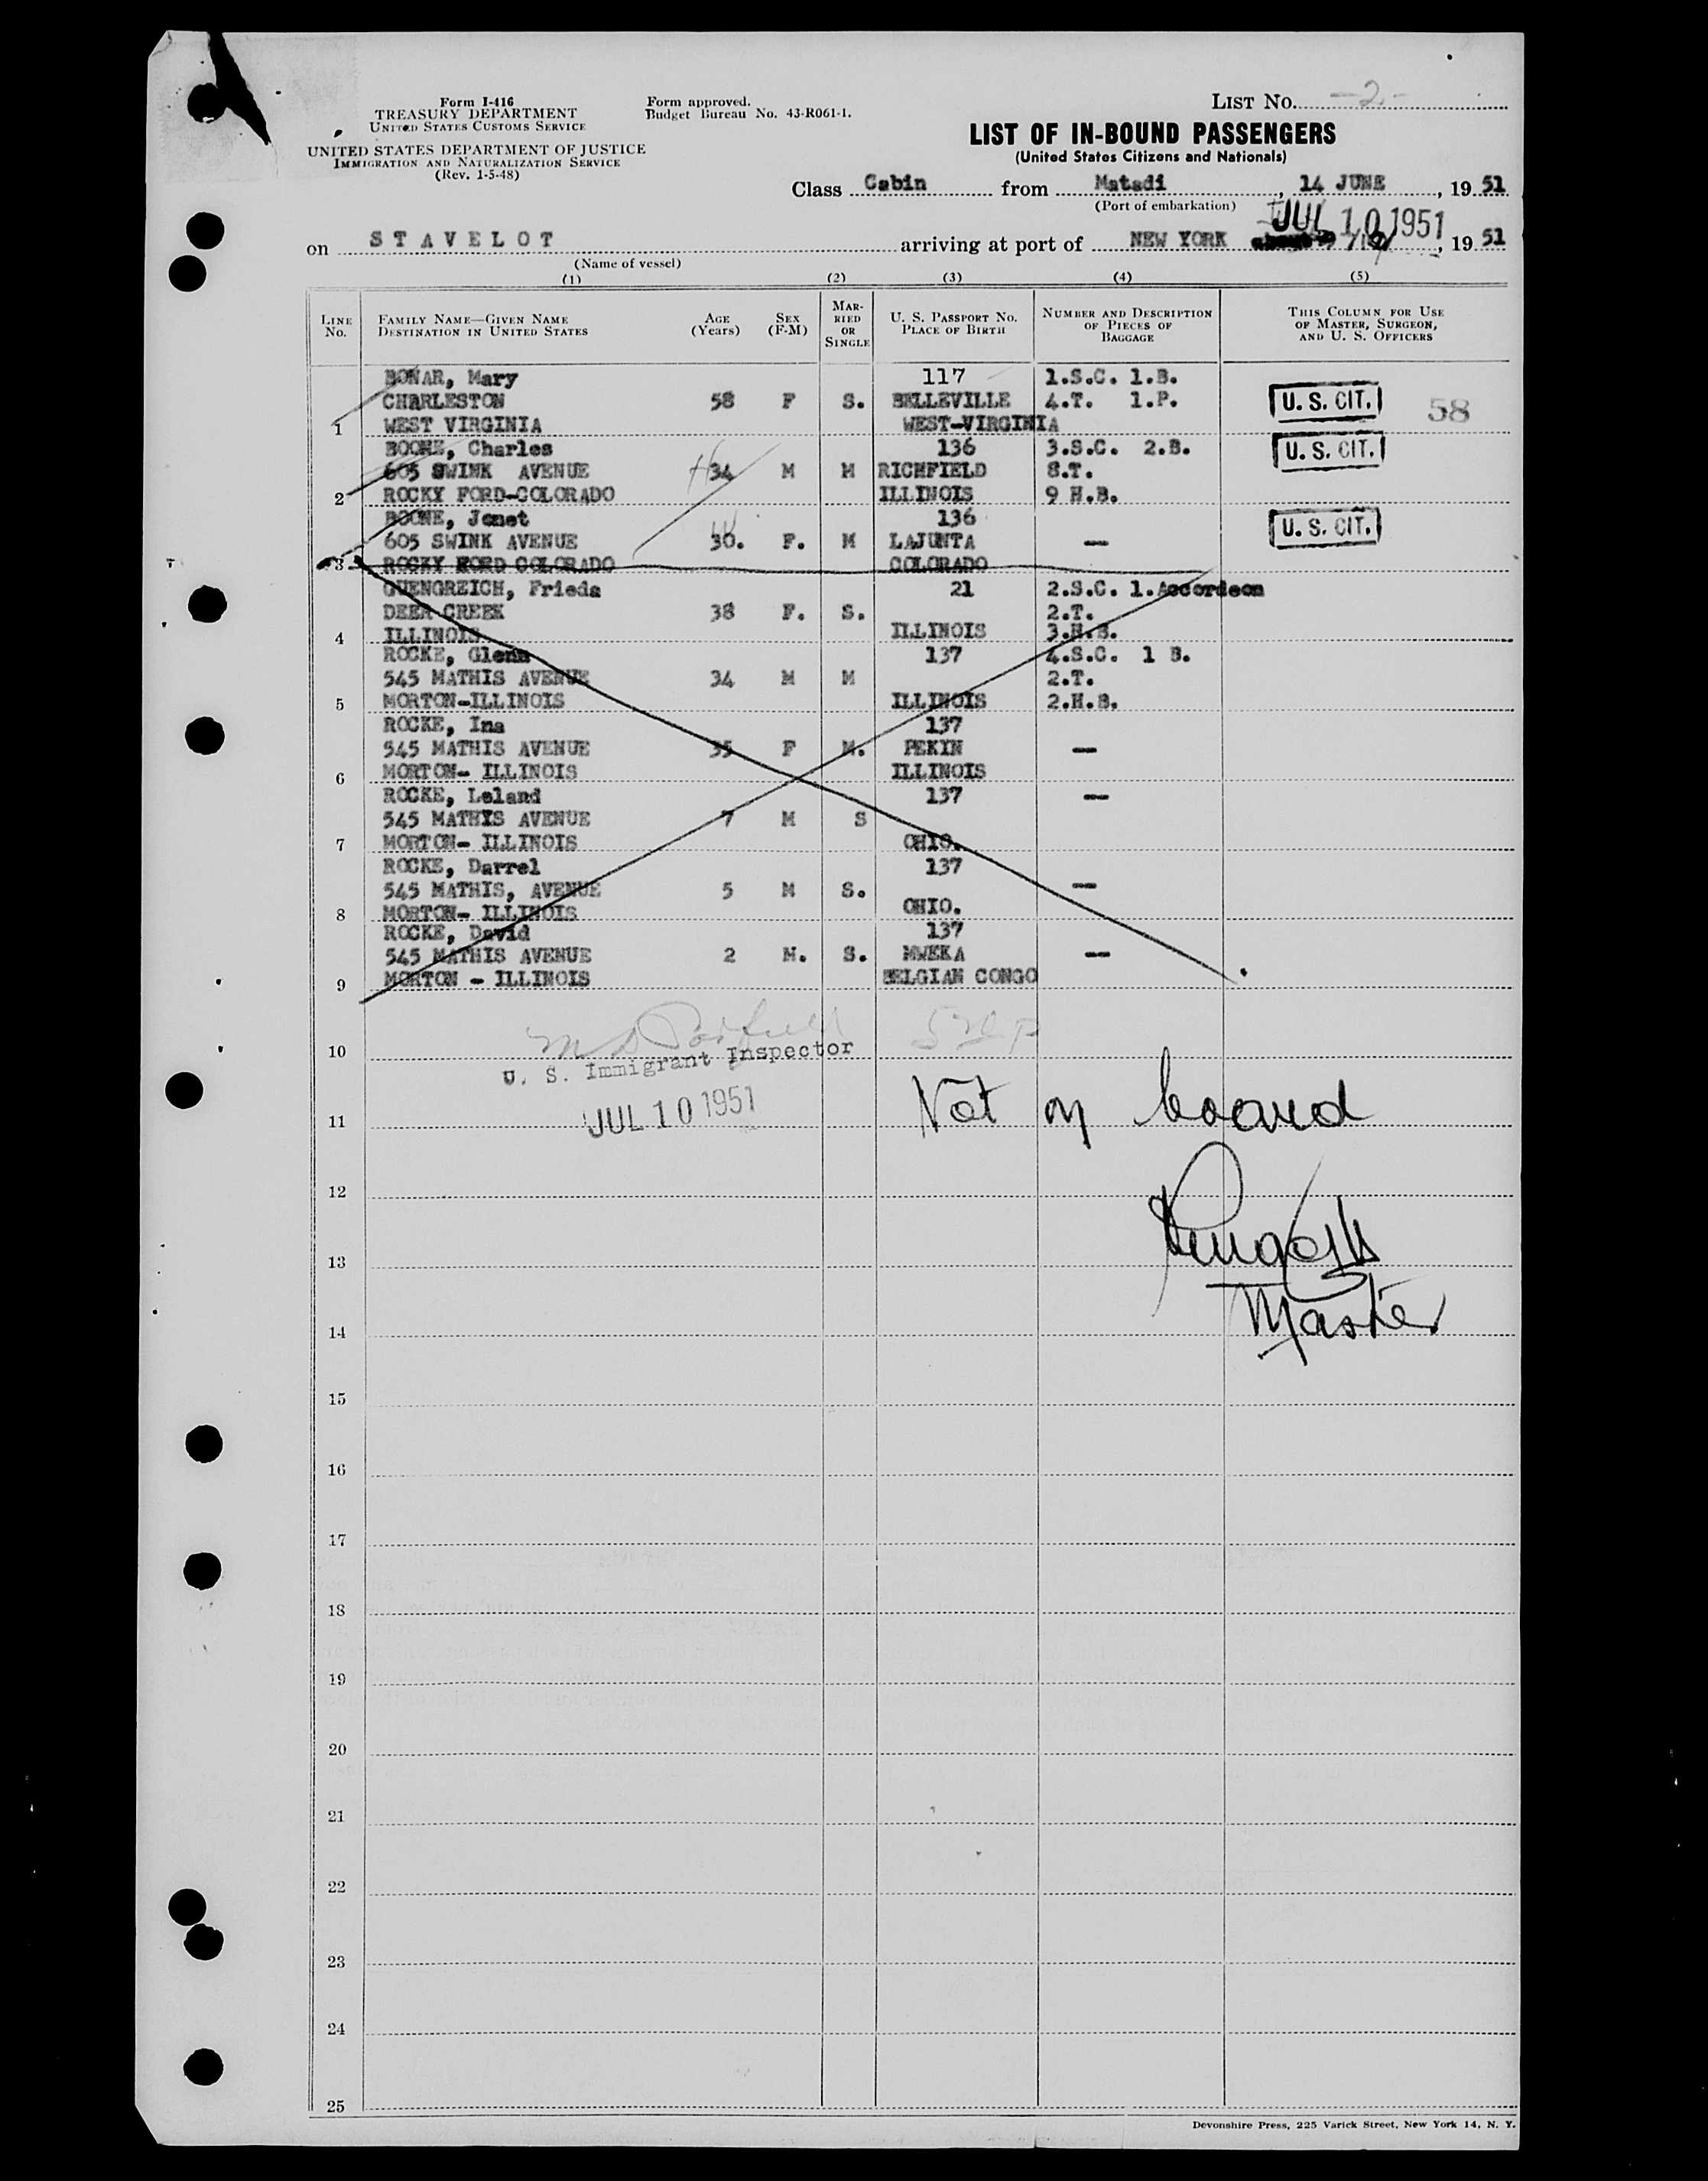 Form I-416
TREASURY DEPARTMENT
UNITED STATES CUSTOMS SERVICE
UNITED STATES DEPARTMENT OF JUSTICE
IMMIGRATION AND NATURALIZATION SERVICE
(Rev. 1-5-48)
Form approved.
Budget Bureau No. 43-R061-1.
LIST No. -2.-
LIST OF IN-BOUND PASSENGERS
(United States Citizens and Nationals)
Class Cabin from Matadi, 14 JUNE, 19 51
(Port of embarkation)
JUL 10 1951
on STAVELOT arriving at port of NEW YORK, 19 51
(Name of vessel)
(1) (2) (3) (4) (5)
LINE No. FAMILY NAME—GIVEN NAME DESTINATION IN UNITED STATES AGE (Years) SEX (F-M) MARRIED OR SINGLE U. S. PASSPORT No. PLACE OF BIRTH NUMBER AND DESCRIPTION OF PIECES OF BAGGAGE THIS COLUMN FOR USE OF MASTER, SURGEON, AND U. S. OFFICERS
BOWAR, Mary 117 1.S.C. 1.B.
CHARLESTON 58 F S. BELLEVILLE 4.T. 1.P. U. S. CIT. 58
1 WEST VIRGINIA WEST-VIRGINIA
BOONE, Charles 136 3.S.C. 2.B. U. S. CIT.
605 SWINK AVENUE 34 M M RICHFIELD 8.T.
2 ROCKY FORD-COLORADO ILLINOIS 9 H.B.
BOONE, Jenet 136 U. S. CIT.
605 SWINK AVENUE 30. F. M LAJUNTA —
3 ROCKY FORD COLORADO COLORADO
GUENGREICH, Frieda 21 2.S.C. 1.Accordeon
DEER CREEK 38 F. S. 2.T.
4 ILLINOIS ILLINOIS 3.H.B.
ROCKE, Glenn 137 4.S.C. 1 B.
545 MATHIS AVENUE 34 M M 2.T.
5 MORTON-ILLINOIS ILLINOIS 2.H.B.
ROCKE, Ina 137
545 MATHIS AVENUE 35 F M. PEKIN —
6 MORTON- ILLINOIS ILLINOIS
ROCKE, Leland 137 —
545 MATHIS AVENUE 7 M S
7 MORTON- ILLINOIS OHIO.
ROCKE, Darrel 137
545 MATHIS, AVENUE 5 M S. —
8 MORTON- ILLINOIS OHIO.
ROCKE, David 137
545 MATHIS AVENUE 2 M. S. MWEKA —
9 MORTON - ILLINOIS BELGIAN CONGO
10 U. S. Immigrant Inspector
11 JUL 10 1951 Not on board
12
13
Master
14
15
16
17
18
19
20
21
22
23
24
25
Devonshire Press, 225 Varick Street, New York 14, N. Y.